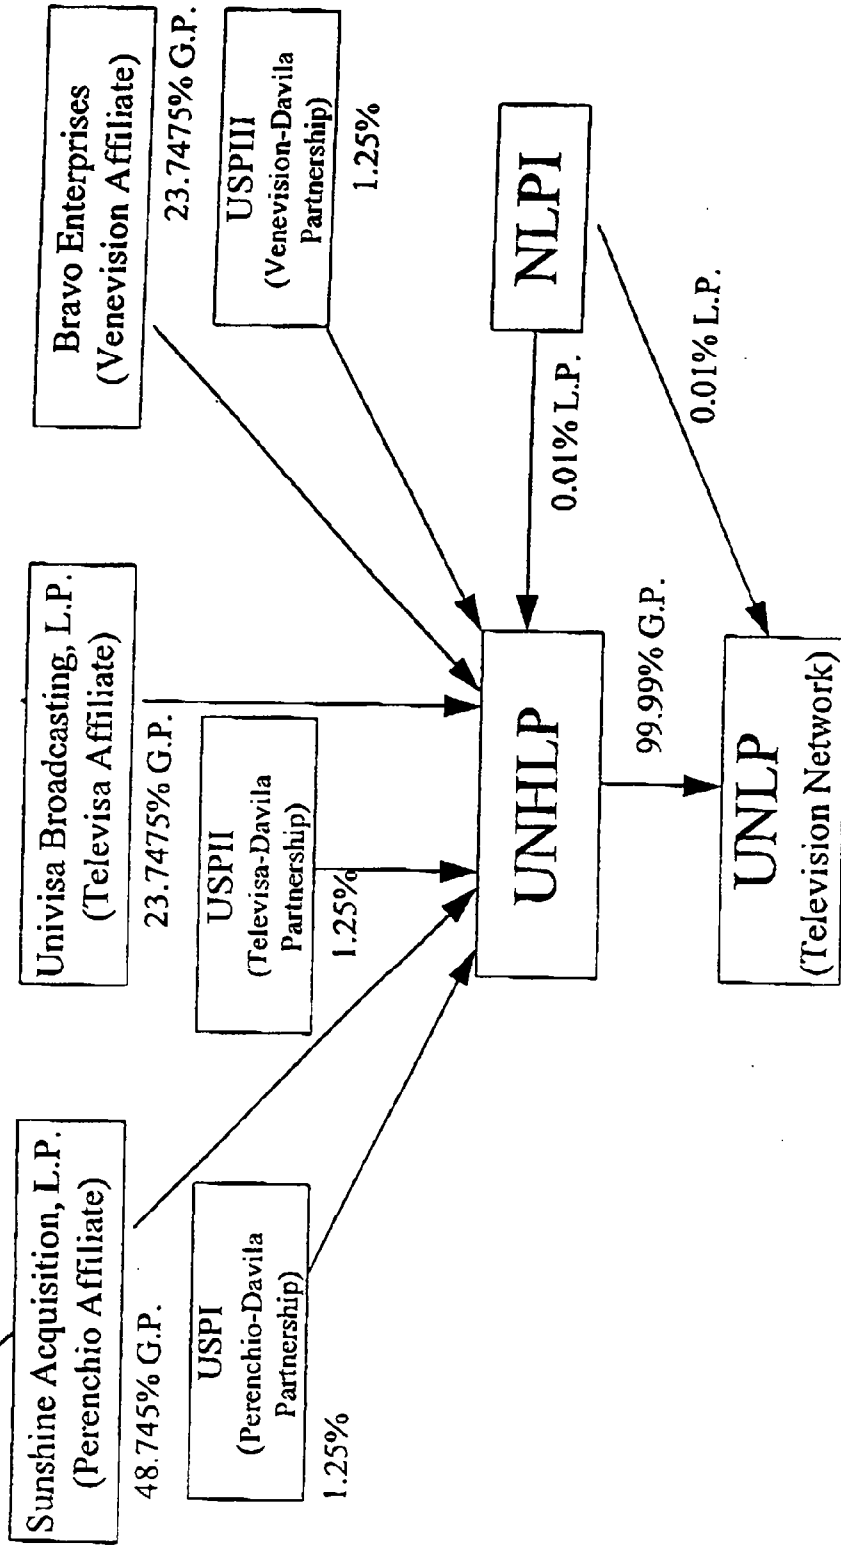 Sunshine Acquisition, L.P.
(Perenchio Affiliate)
48.745% G.P.
USPI
(Perenchio-Davila
Partnership)
1.25%
Univisa Broadcasting, L.P.
(Televisa Affiliate)
23.7475% G.P.
USPII
(Televisa-Davila
Partnership)
1.25%
Bravo Enterprises
(Venevision Affiliate)
23.7475% G.P.
USPIII
(Venevision-Davila
Partnership)
1.25%
UNHLP
NLPI
0.01% L.P.
0.01% L.P.
99.99% G.P.
UNLP
(Television Network)